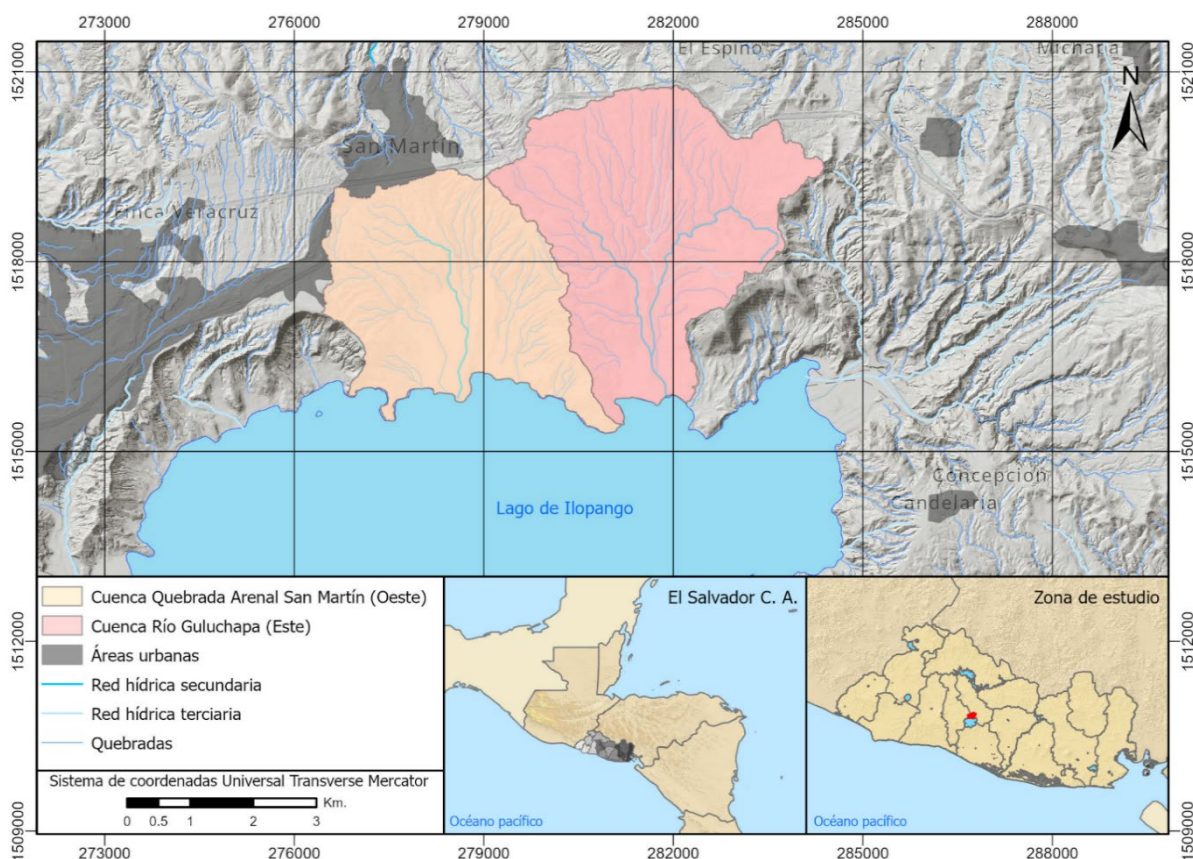 273000
276000
279000
282000
285000
288000
El Espino
Michapa
1521000
1521000
N
San Martín
Finca Veracruz
1518000
1518000
1515000
1515000
Concepcion
Candelaria
Lago de Ilopango
Cuenca Quebrada Arenal San Martín (Oeste)
Cuenca Río Guluchapa (Este)
Áreas urbanas
Red hídrica secundaria
Red hídrica terciaria
Quebradas
Sistema de coordenadas Universal Transverse Mercator
0 0.5 1 2 3 Km.
El Salvador C. A.
Océano pacífico
Zona de estudio
Océano pacífico
1512000
1512000
1509000
1509000
273000
276000
279000
282000
285000
288000